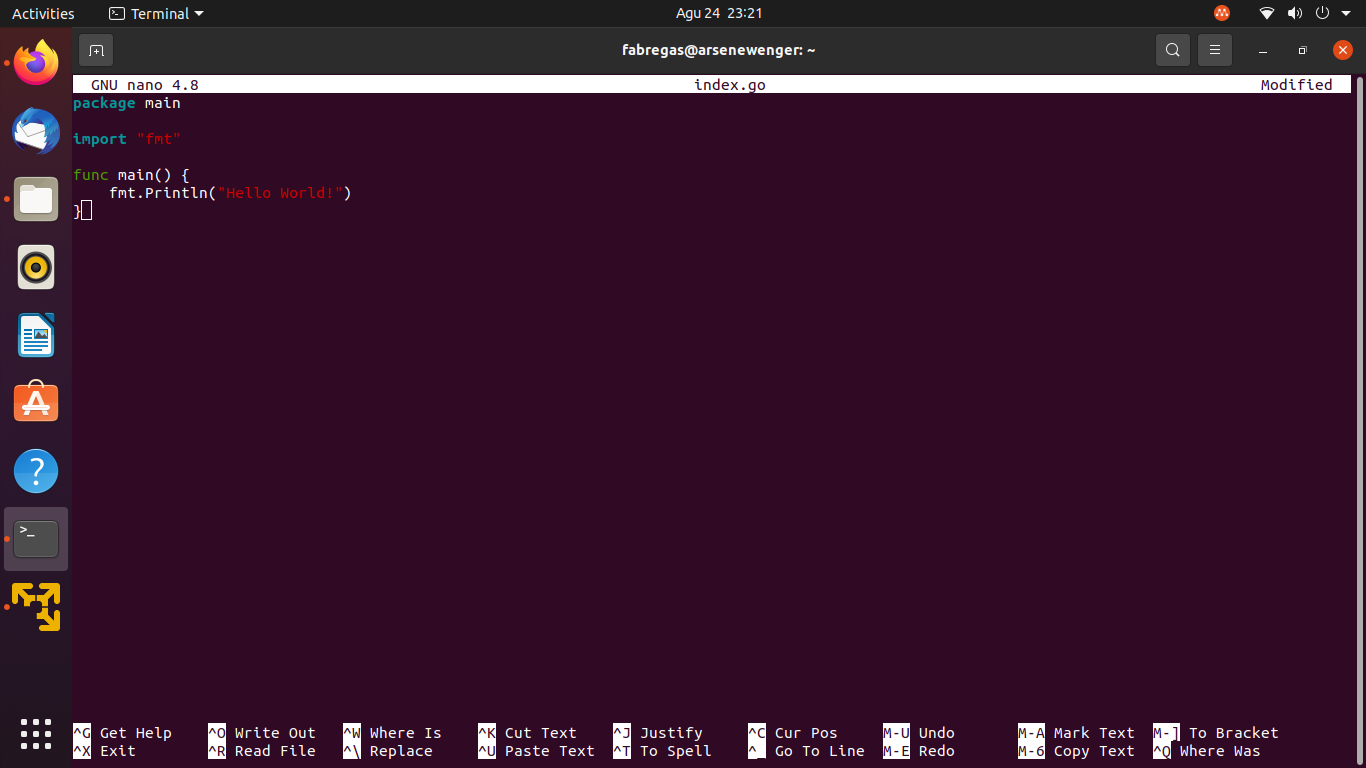 Activities Terminal Agu 24 23:21
fabregas@arsenewenger: ~
GNU nano 4.8 index.go Modified
package main
import "fmt"
func main() {
    fmt.Println("Hello World!")
}
^G Get Help ^O Write Out ^W Where Is ^K Cut Text ^J Justify ^C Cur Pos M-U Undo M-A Mark Text M-] To Bracket
^X Exit ^R Read File ^\ Replace ^U Paste Text ^T To Spell ^_ Go To Line M-E Redo M-6 Copy Text ^Q Where Was